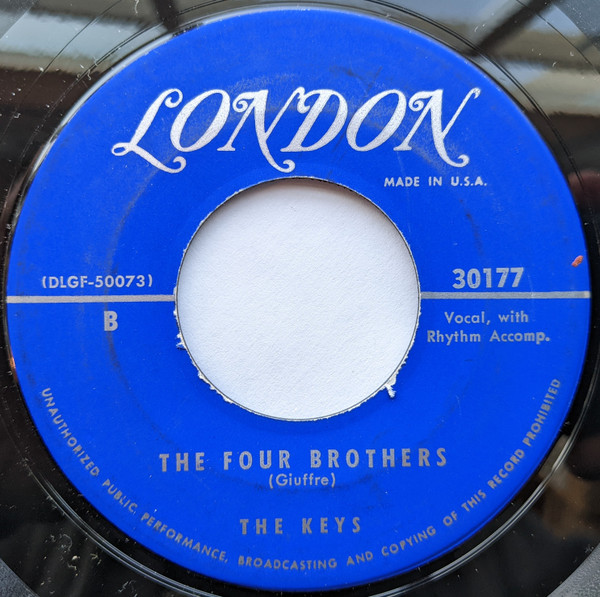 LONDON
MADE IN U.S.A.
(DLGF-50073)
30177
B
Vocal, with
Rhythm Accomp.
THE FOUR BROTHERS
(Giuffre)
THE KEYS
UNAUTHORIZED PUBLIC PERFORMANCE, BROADCASTING AND COPYING OF THIS RECORD PROHIBITED